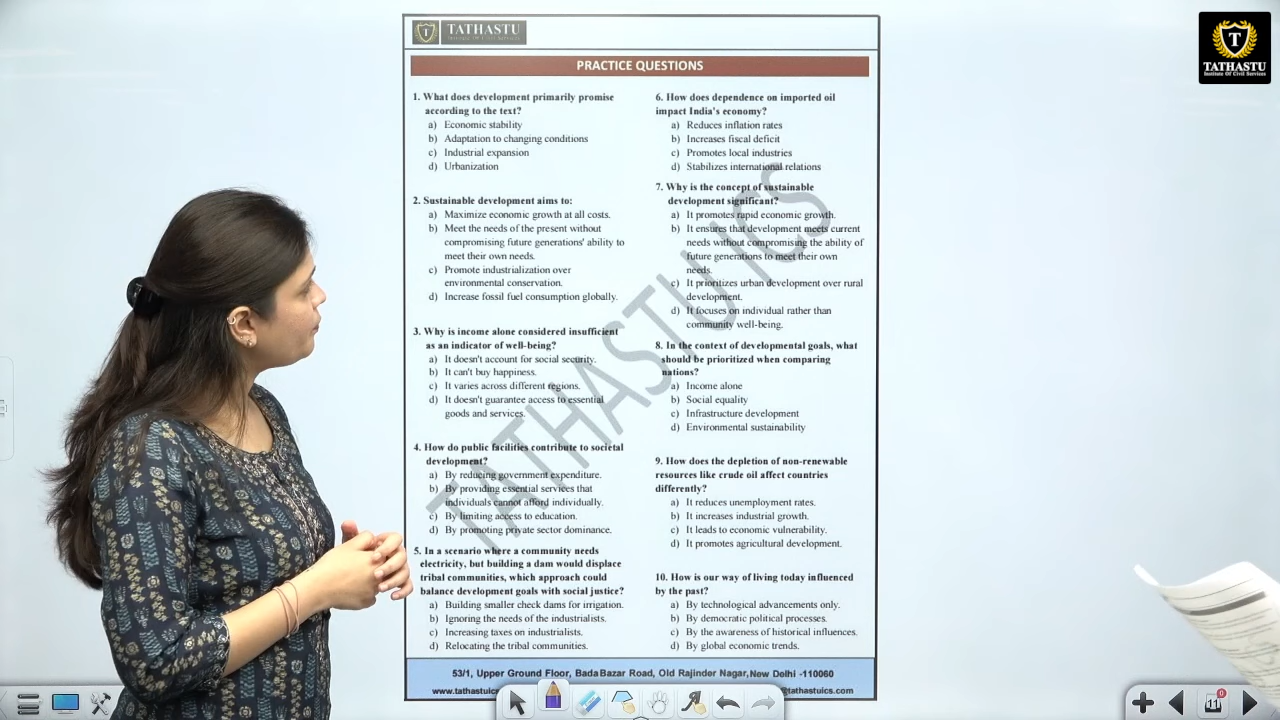 TATHASTU
Institute Of Civil Services
PRACTICE QUESTIONS
1. What does development primarily promise
according to the text?
a) Economic stability
b) Adaptation to changing conditions
c) Industrial expansion
d) Urbanization
2. Sustainable development aims to:
a) Maximize economic growth at all costs.
b) Meet the needs of the present without
compromising future generations' ability to
meet their own needs.
c) Promote industrialization over
environmental conservation.
d) Increase fossil fuel consumption globally.
3. Why is income alone considered insufficient
as an indicator of well-being?
a) It doesn't account for social security.
b) It can't buy happiness.
c) It varies across different regions.
d) It doesn't guarantee access to essential
goods and services.
4. How do public facilities contribute to societal
development?
a) By reducing government expenditure.
b) By providing essential services that
individuals cannot afford individually.
c) By limiting access to education.
d) By promoting private sector dominance.
5. In a scenario where a community needs
electricity, but building a dam would displace
tribal communities, which approach could
balance development goals with social justice?
a) Building smaller check dams for irrigation.
b) Ignoring the needs of the industrialists.
c) Increasing taxes on industrialists.
d) Relocating the tribal communities.
6. How does dependence on imported oil
impact India's economy?
a) Reduces inflation rates
b) Increases fiscal deficit
c) Promotes local industries
d) Stabilizes international relations
7. Why is the concept of sustainable
development significant?
a) It promotes rapid economic growth.
b) It ensures that development meets current
needs without compromising the ability of
future generations to meet their own
needs.
c) It prioritizes urban development over rural
development.
d) It focuses on individual rather than
community well-being.
8. In the context of developmental goals, what
should be prioritized when comparing
nations?
a) Income alone
b) Social equality
c) Infrastructure development
d) Environmental sustainability
9. How does the depletion of non-renewable
resources like crude oil affect countries
differently?
a) It reduces unemployment rates.
b) It increases industrial growth.
c) It leads to economic vulnerability.
d) It promotes agricultural development.
10. How is our way of living today influenced
by the past?
a) By technological advancements only.
b) By democratic political processes.
c) By the awareness of historical influences.
d) By global economic trends.
TATHASTU ICS
53/1, Upper Ground Floor, Bada Bazar Road, Old Rajinder Nagar, New Delhi -110060
www.tathastuics
@tathastuics.com
T
TATHASTU
Institute Of Civil Services
11
0